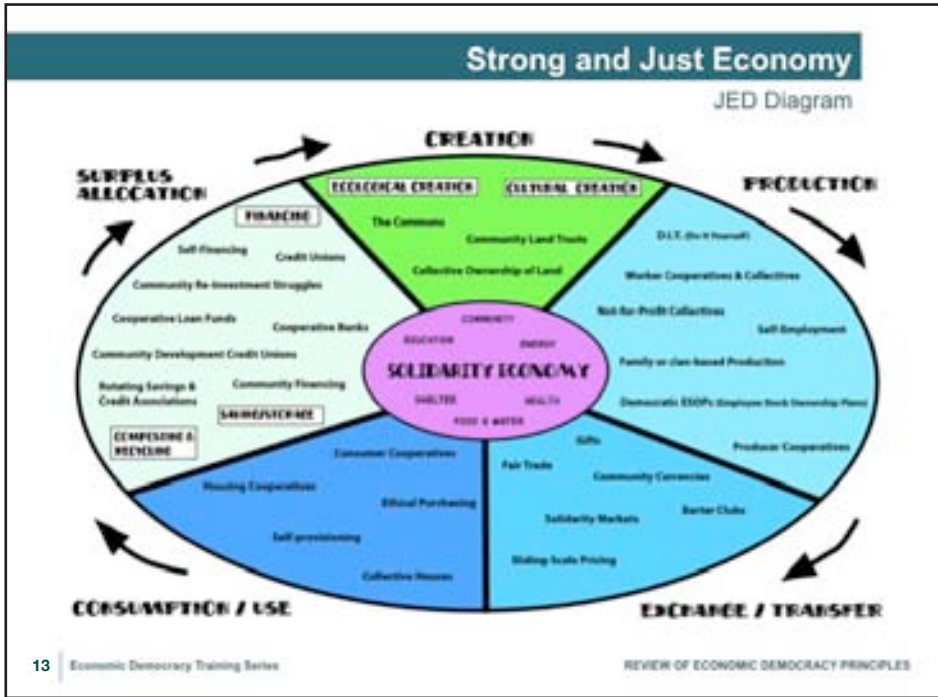 Strong and Just Economy
JED Diagram
CREATION
SURPLUS
ALLOCATION
PRODUCTION
ECOLOGICAL CREATION
CULTURAL CREATION
The Commons
Community Land Trusts
Collective Ownership of Land
FINANCING
Self-Financing
Credit Unions
Community Re-Investment Struggles
Cooperative Loan Funds
Cooperative Banks
Community Development Credit Unions
Rotating Savings &
Credit Associations
Community Financing
SAVING/STORAGE
COMPOSTING &
RECYCLING
D.I.Y. (Do It Yourself)
Worker Cooperatives & Collectives
Not-for-Profit Collectives
Self-Employment
Family or clan-based Production
Democratic ESOPs (Employee Stock Ownership Plans)
Producer Cooperatives
COMMUNITY
EDUCATION
ENERGY
SOLIDARITY ECONOMY
SHELTER
HEALTH
FOOD & WATER
Consumer Cooperatives
Housing Cooperatives
Ethical Purchasing
Self-provisioning
Collective Houses
Gifts
Fair Trade
Community Currencies
Barter Clubs
Solidarity Markets
Sliding-Scale Pricing
CONSUMPTION / USE
EXCHANGE / TRANSFER
13
Economic Democracy Training Series
REVIEW OF ECONOMIC DEMOCRACY PRINCIPLES